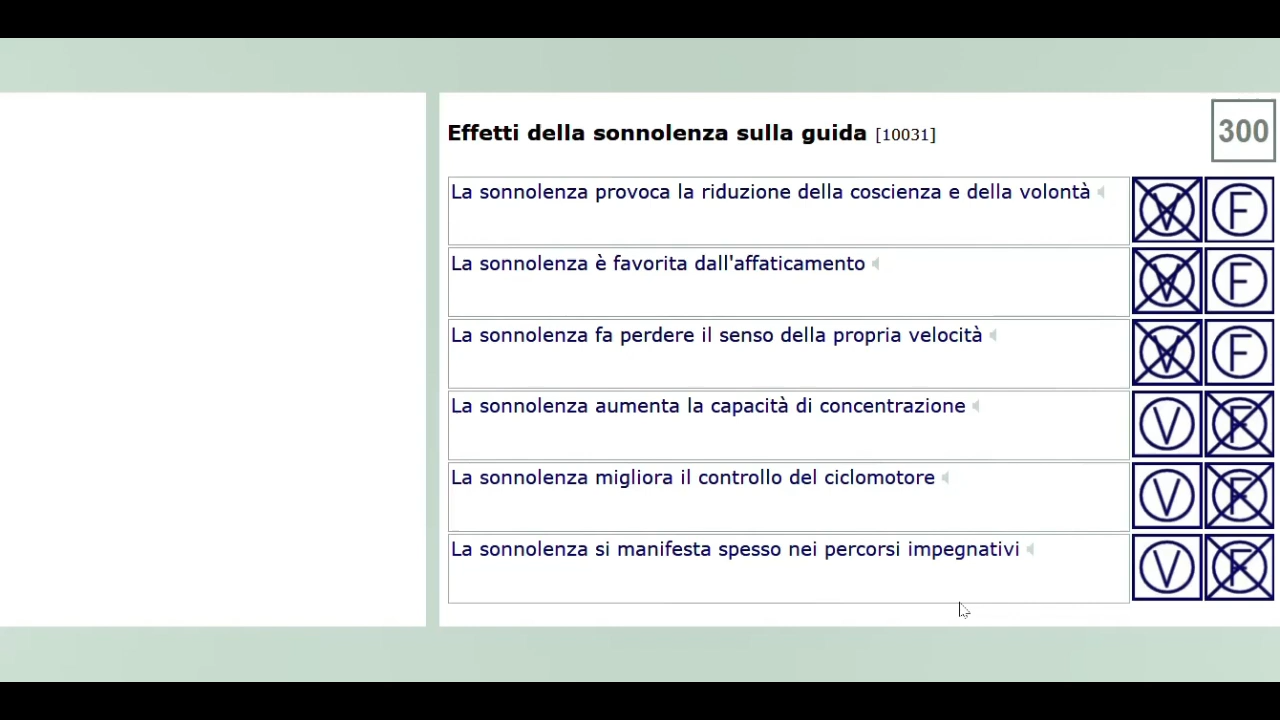 Effetti della sonnolenza sulla guida [10031]
300
La sonnolenza provoca la riduzione della coscienza e della volontà
V F
La sonnolenza è favorita dall'affaticamento
V F
La sonnolenza fa perdere il senso della propria velocità
V F
La sonnolenza aumenta la capacità di concentrazione
V F
La sonnolenza migliora il controllo del ciclomotore
V F
La sonnolenza si manifesta spesso nei percorsi impegnativi
V F